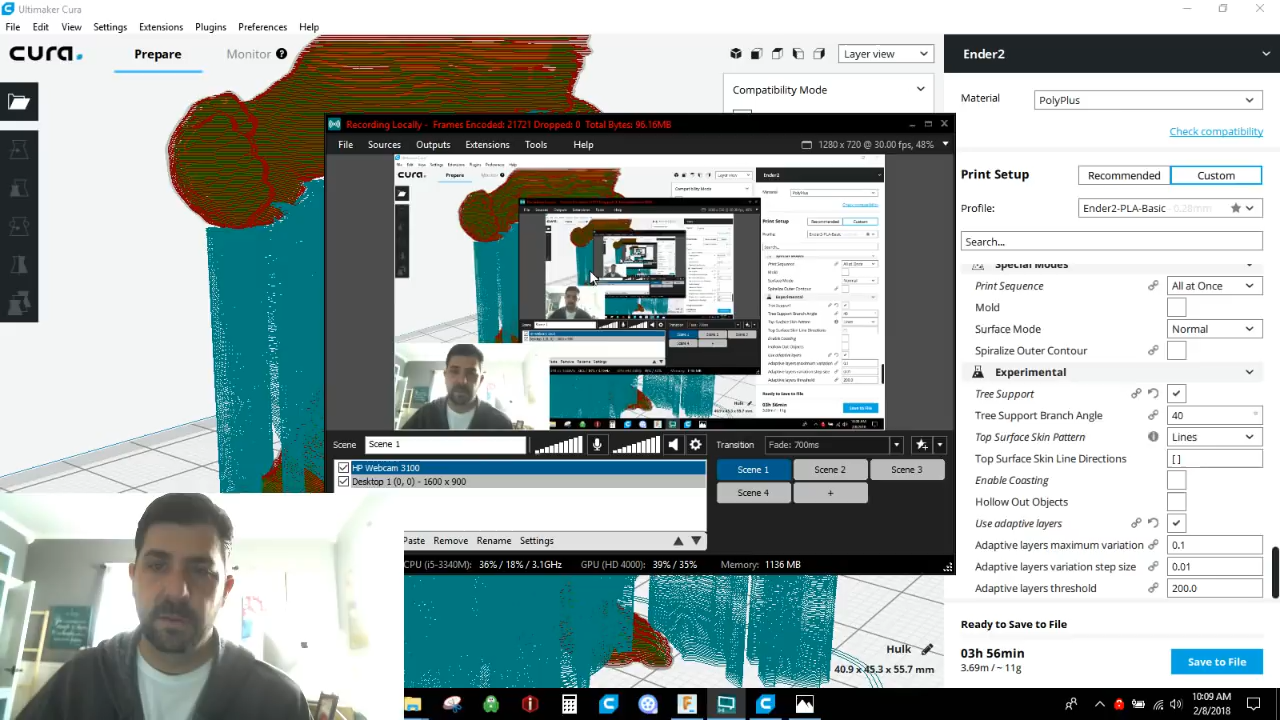 Ultimaker Cura
File Edit View Settings Extensions Plugins Preferences Help
cura. Prepare Monitor ? Layer view Ender2
Compatibility Mode
Material PolyPlus
Check compatibility
Print Setup Recommended Custom
Profile: Ender2-PLA-Basic 0.28mm
Search...
Special Modes
Print Sequence All at Once
Mold
Surface Mode Normal
Spiralize Outer Contour
Experimental
Tree Support
Tree Support Branch Angle 40 °
Top Surface Skin Pattern Lines
Top Surface Skin Line Directions []
Enable Coasting
Hollow Out Objects
Use adaptive layers
Adaptive layers maximum variation 0.1
Adaptive layers variation step size 0.01
Adaptive layers threshold 200.0
Ready to Save to File
03h 56min
3.69m / ~ 11g
Save to File
Recording Locally - Frames Encoded: 21721 Dropped: 0 Total Bytes: 96.16MB
File Sources Outputs Extensions Tools Help 1280 x 720 @ 30.00 fps, 48%
Scene Scene 1 Transition Fade: 700ms
HP Webcam 3100
Desktop 1 (0, 0) - 1600 x 900
Scene 1 Scene 2 Scene 3
Scene 4 +
Paste Remove Rename Settings
CPU (i5-3340M): 36% / 18% / 3.1GHz GPU (HD 4000): 39% / 35% Memory: 1136 MB
Hulk
40.9 x 45.3 x 55.7 mm
10:09 AM
2/8/2018